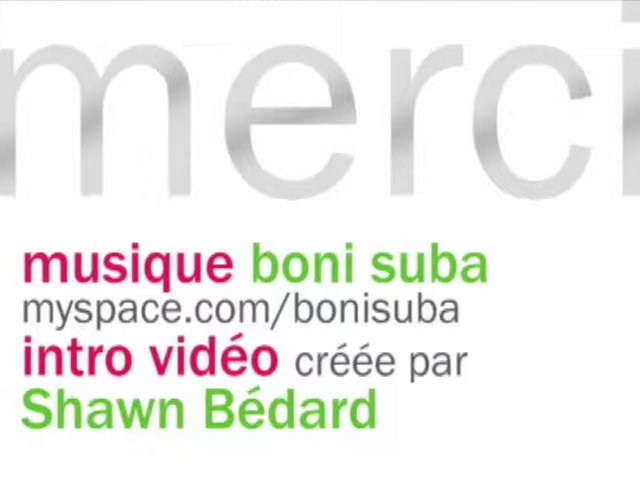 merci
musique boni suba
myspace.com/bonisuba
intro vidéo créée par
Shawn Bédard